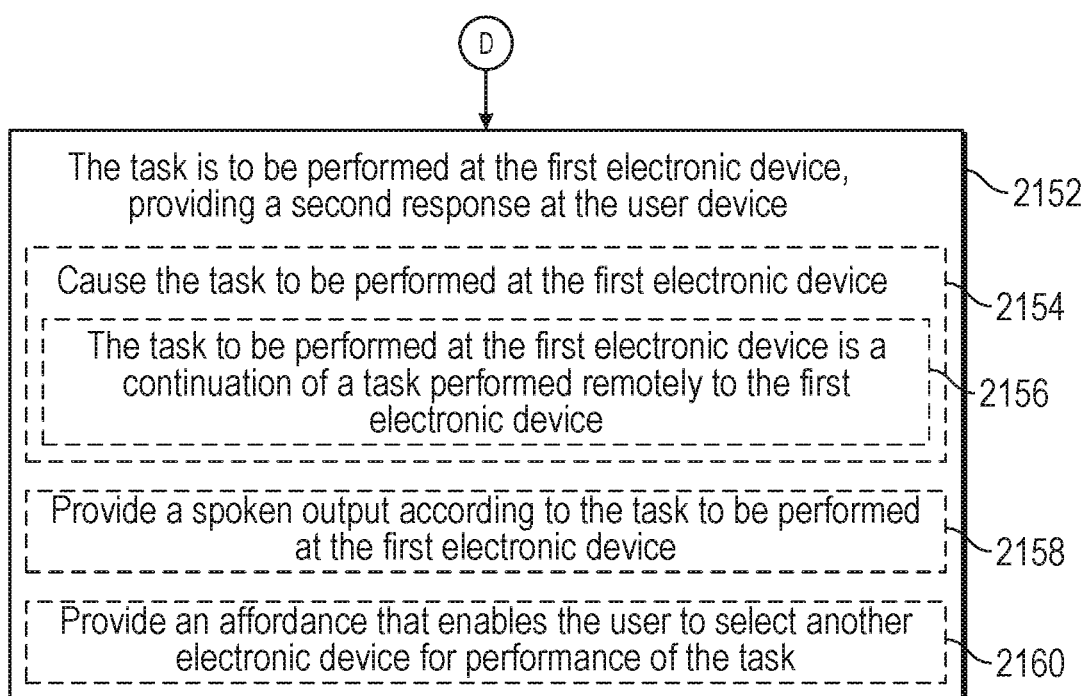 D
The task is to be performed at the first electronic device,
providing a second response at the user device
2152
Cause the task to be performed at the first electronic device
2154
The task to be performed at the first electronic device is a
continuation of a task performed remotely to the first
electronic device
2156
Provide a spoken output according to the task to be performed
at the first electronic device
2158
Provide an affordance that enables the user to select another
electronic device for performance of the task
2160